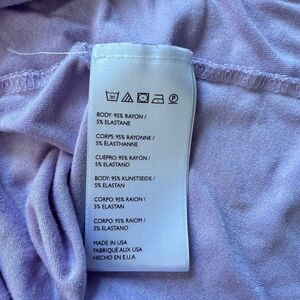 BODY: 95% RAYON /
5% ELASTANE
CORPS: 95% RAYONNE /
5% ÉLASTHANNE
CUERPO: 95% RAYÓN /
5% ELASTANO
BODY: 95% KUNSTSEIDE /
5% ELASTAN
CORPO: 95% RAION /
5% ELASTAN
CORPO: 95% RAIOM /
5% ELASTANO
MADE IN USA
FABRIQUÉ AUX USA
HECHO EN E.U.A.